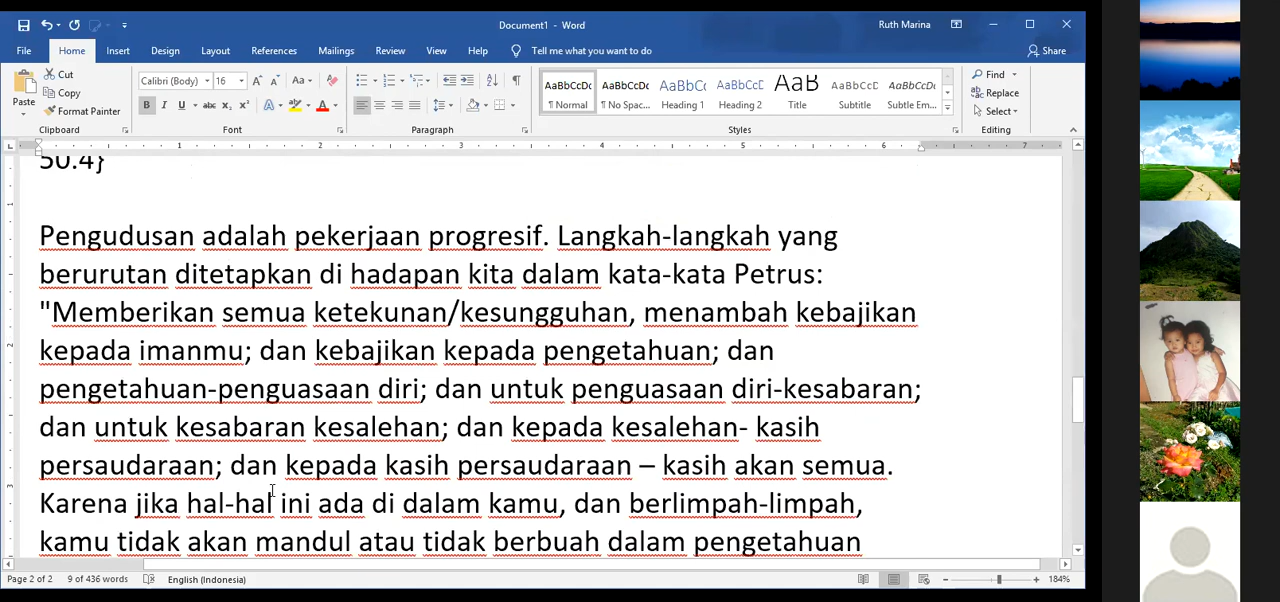 Document1 - Word
Ruth Marina
File Home Insert Design Layout References Mailings Review View Help Tell me what you want to do Share
Paste
Cut
Copy
Format Painter
Clipboard
Calibri (Body) 16
Font
Paragraph
AaBbCcDc ¶ Normal
AaBbCcDc ¶ No Spac...
AaBbCc Heading 1
AaBbCcD Heading 2
AaB Title
AaBbCcD Subtitle
AaBbCcDc Subtle Em...
Styles
Find
Replace
Select
Editing
50.4}
Pengudusan adalah pekerjaan progresif. Langkah-langkah yang
berurutan ditetapkan di hadapan kita dalam kata-kata Petrus:
"Memberikan semua ketekunan/kesungguhan, menambah kebajikan
kepada imanmu; dan kebajikan kepada pengetahuan; dan
pengetahuan-penguasaan diri; dan untuk penguasaan diri-kesabaran;
dan untuk kesabaran kesalehan; dan kepada kesalehan- kasih
persaudaraan; dan kepada kasih persaudaraan – kasih akan semua.
Karena jika hal-hal ini ada di dalam kamu, dan berlimpah-limpah,
kamu tidak akan mandul atau tidak berbuah dalam pengetahuan
Page 2 of 2 9 of 436 words English (Indonesia) 184%